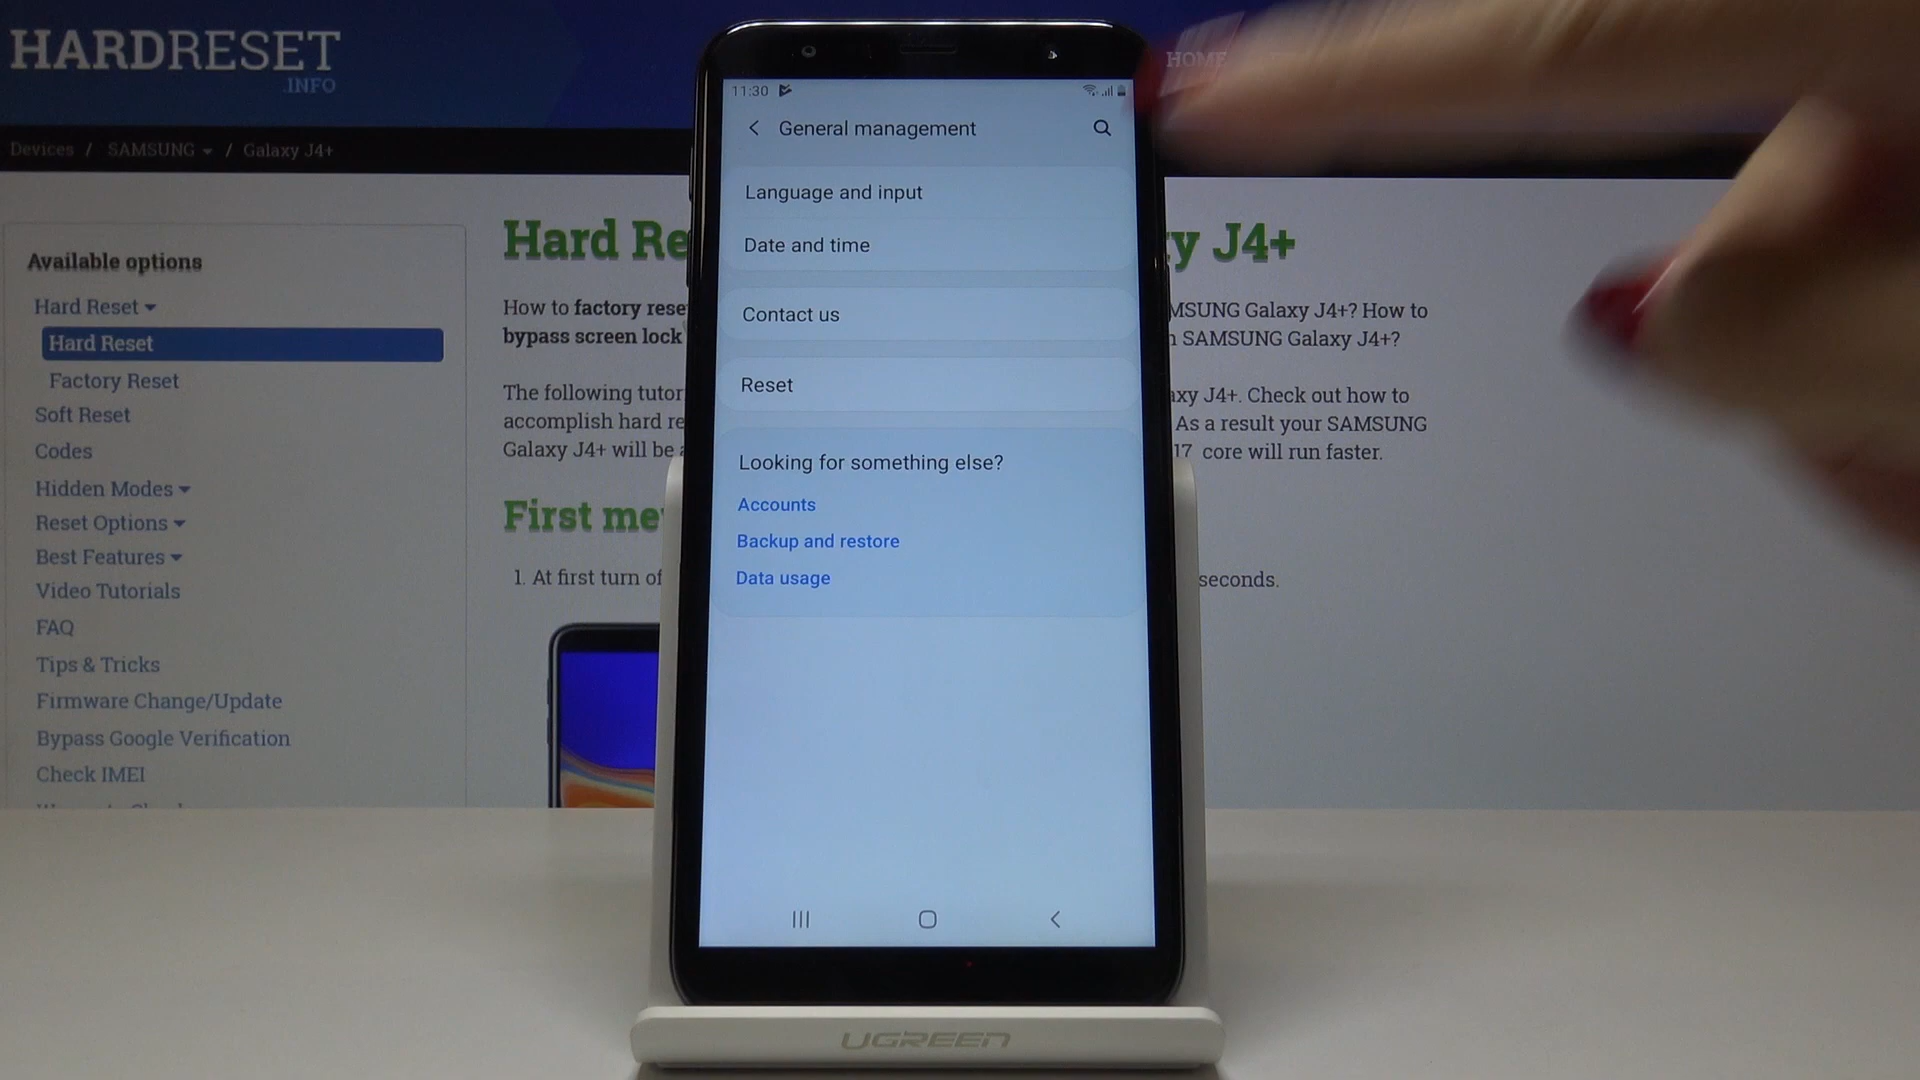 HARDRESET
.INFO
HOME
Devices / SAMSUNG / Galaxy J4+
Available options
Hard Reset
Hard Reset
Factory Reset
Soft Reset
Codes
Hidden Modes
Reset Options
Best Features
Video Tutorials
FAQ
Tips & Tricks
Firmware Change/Update
Bypass Google Verification
Check IMEI
Hard Re
y J4+
How to factory rese
MSUNG Galaxy J4+? How to
bypass screen lock
SAMSUNG Galaxy J4+?
The following tutor
axy J4+. Check out how to
accomplish hard re
As a result your SAMSUNG
Galaxy J4+ will be a
17 core will run faster.
First me
1. At first turn of
seconds.
11:30
General management
Language and input
Date and time
Contact us
Reset
Looking for something else?
Accounts
Backup and restore
Data usage
UGREEN